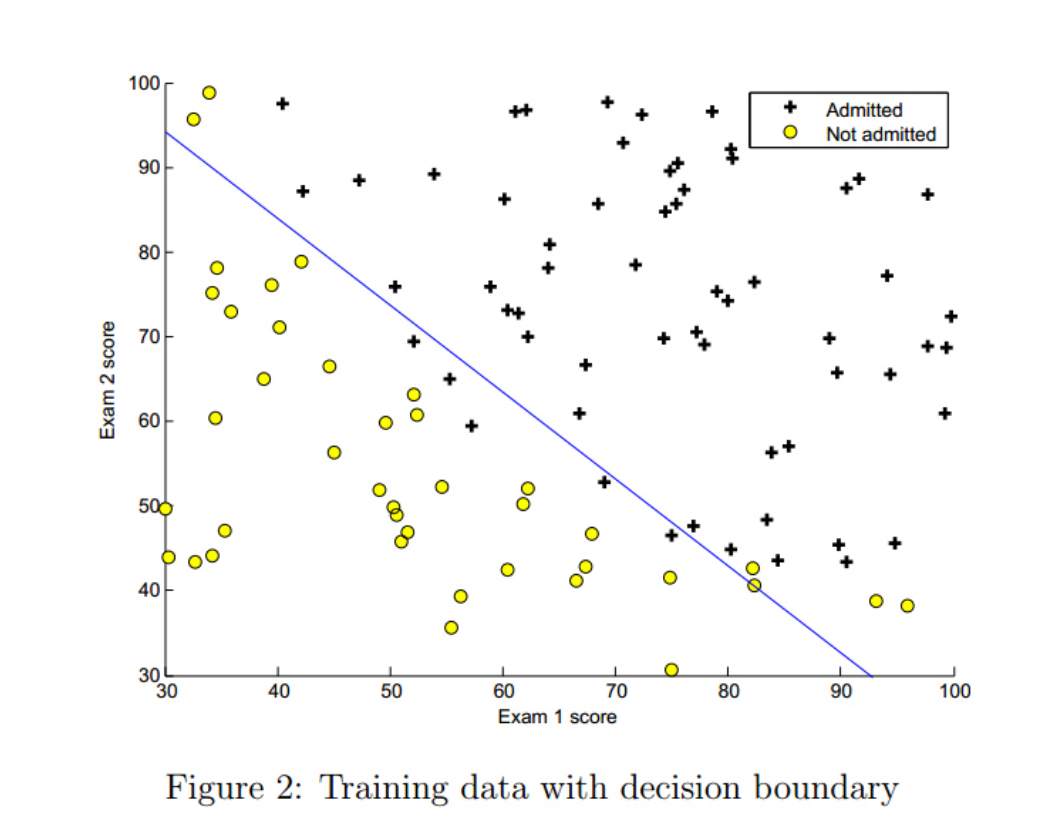 100
90
80
70
60
50
40
30
30 40 50 60 70 80 90 100
Exam 2 score
Exam 1 score
Admitted
Not admitted
Figure 2: Training data with decision boundary